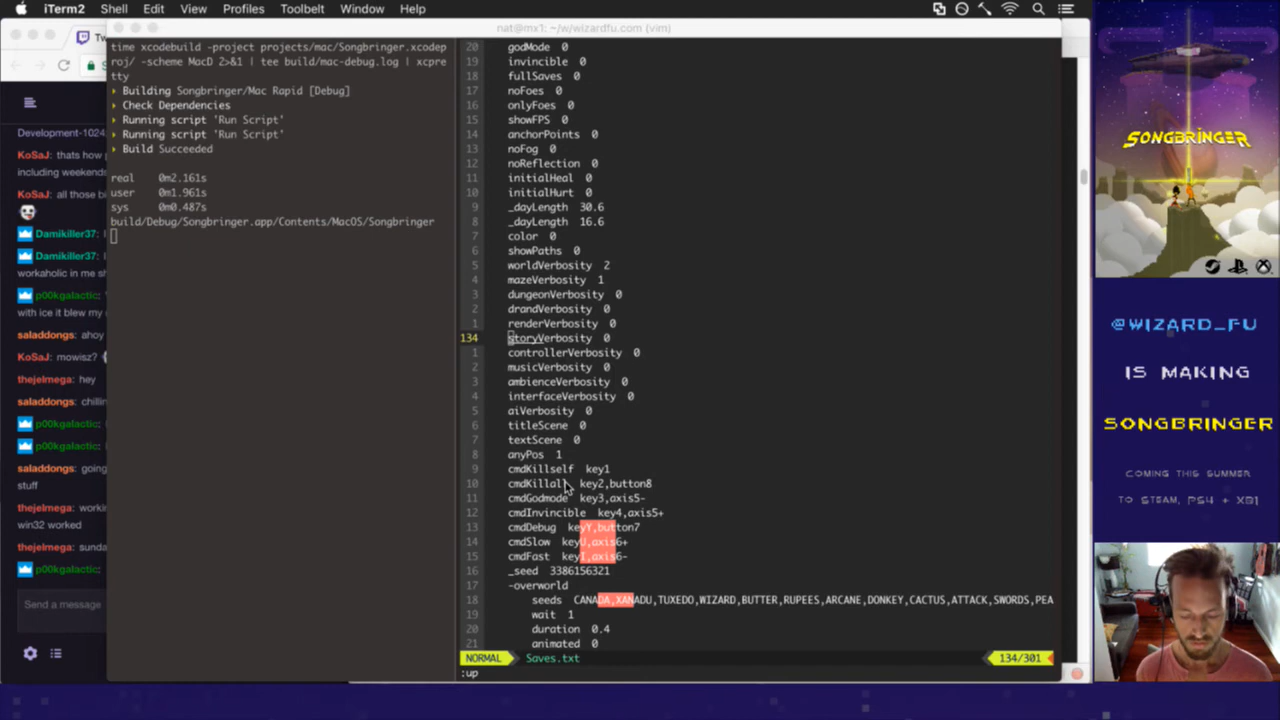 iTerm2 Shell Edit View Profiles Toolbelt Window Help
nat@mx1: ~/w/wizardfu.com (vim)
Tw
Development-1024
KoSaJ: thats how
including weekends
KoSaJ: all those bi
Damikiller37:
Damikiller37:
workaholic in me sh
p00kgalactic:
with ice it blew my
saladdongs: ahoy
KoSaJ: mowisz?
thejelmega: hey
saladdongs: chillin
p00kgalactic:
p00kgalactic:
saladdongs: going
stuff
thejelmega: workin
win32 worked
thejelmega: sunda
p00kgalactic:
Send a message
time xcodebuild -project projects/mac/Songbringer.xcodep
roj/ -scheme MacD 2>&1 | tee build/mac-debug.log | xcpre
tty
Building Songbringer/Mac Rapid [Debug]
Check Dependencies
Running script 'Run Script'
Running script 'Run Script'
Build Succeeded
real 0m2.161s
user 0m1.961s
sys 0m0.487s
build/Debug/Songbringer.app/Contents/MacOS/Songbringer
20 godMode 0
19 invincible 0
18 fullSaves 0
17 noFoes 0
16 onlyFoes 0
15 showFPS 0
14 anchorPoints 0
13 noFog 0
12 noReflection 0
11 initialHeal 0
10 initialHurt 0
9 _dayLength 30.6
8 _dayLength 16.6
7 color 0
6 showPaths 0
5 worldVerbosity 2
4 mazeVerbosity 1
3 dungeonVerbosity 0
2 drandVerbosity 0
1 renderVerbosity 0
134 storyVerbosity 0
1 controllerVerbosity 0
2 musicVerbosity 0
3 ambienceVerbosity 0
4 interfaceVerbosity 0
5 aiVerbosity 0
6 titleScene 0
7 textScene 0
8 anyPos 1
9 cmdKillself key1
10 cmdKillall key2,button8
11 cmdGodmode key3,axis5-
12 cmdInvincible key4,axis5+
13 cmdDebug keyY,button7
14 cmdSlow keyU,axis6+
15 cmdFast keyI,axis6-
16 _seed 3386156321
17 -overworld
18 seeds CANADA,XANADU,TUXEDO,WIZARD,BUTTER,RUPEES,ARCANE,DONKEY,CACTUS,ATTACK,SWORDS,PEA
19 wait 1
20 duration 0.4
21 animated 0
NORMAL Saves.txt 134/301
:up
SONGBRINGER
@WIZARD_FU
IS MAKING
SONGBRINGER
COMING THIS SUMMER
TO STEAM, PS4 + XB1